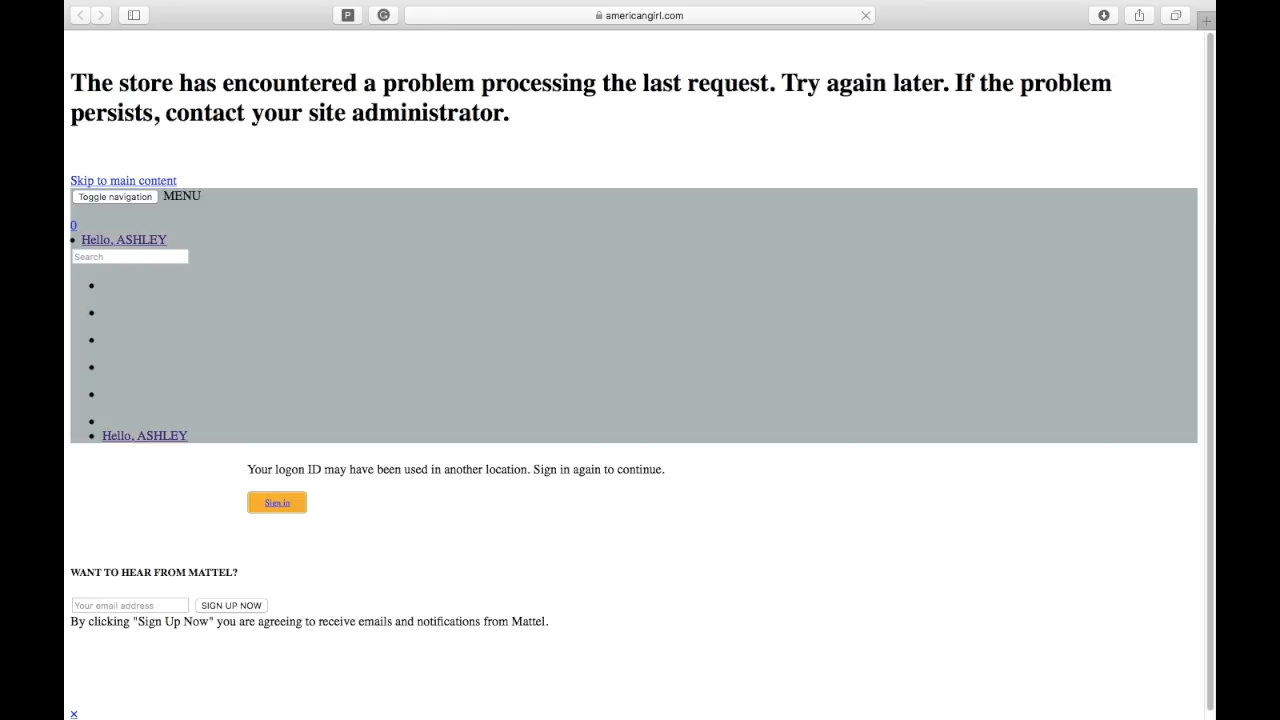 americangirl.com
The store has encountered a problem processing the last request. Try again later. If the problem
persists, contact your site administrator.
Skip to main content
Toggle navigation MENU
0
Hello, ASHLEY
Search
Hello, ASHLEY
Your logon ID may have been used in another location. Sign in again to continue.
Sign in
WANT TO HEAR FROM MATTEL?
Your email address SIGN UP NOW
By clicking "Sign Up Now" you are agreeing to receive emails and notifications from Mattel.
×